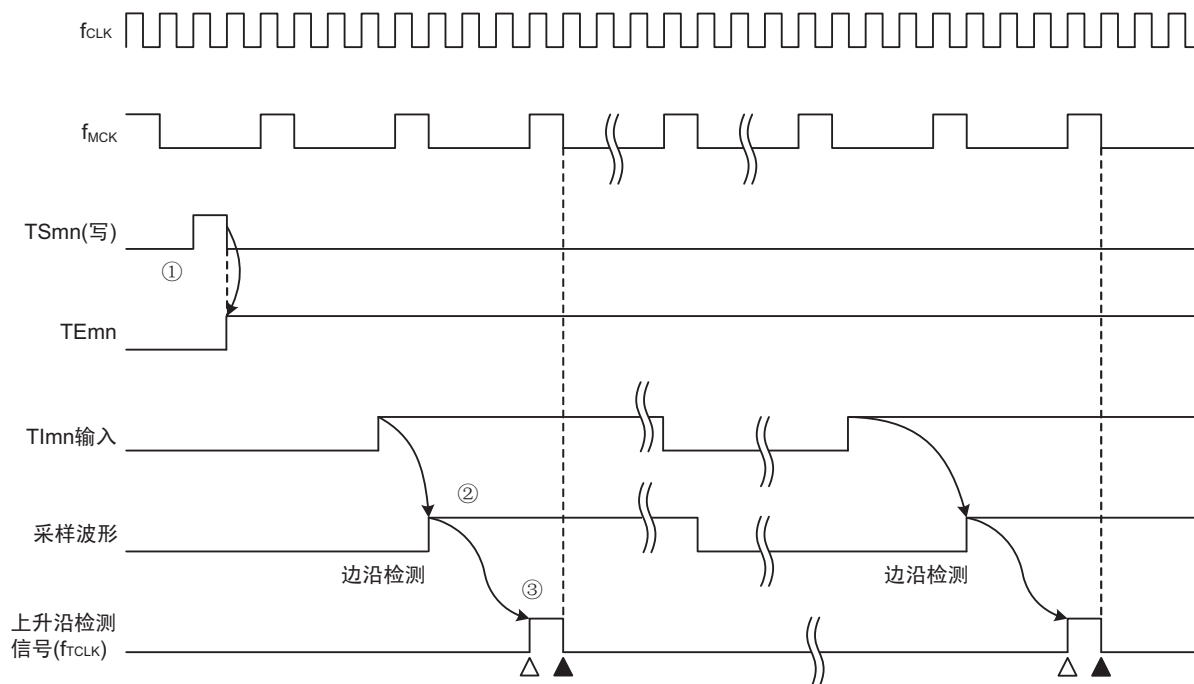 fCLK
fMCK
TSmn(写)
①
TEmn
TImn输入
②
采样波形
边沿检测
边沿检测
③
上升沿检测
信号(fTCLK)